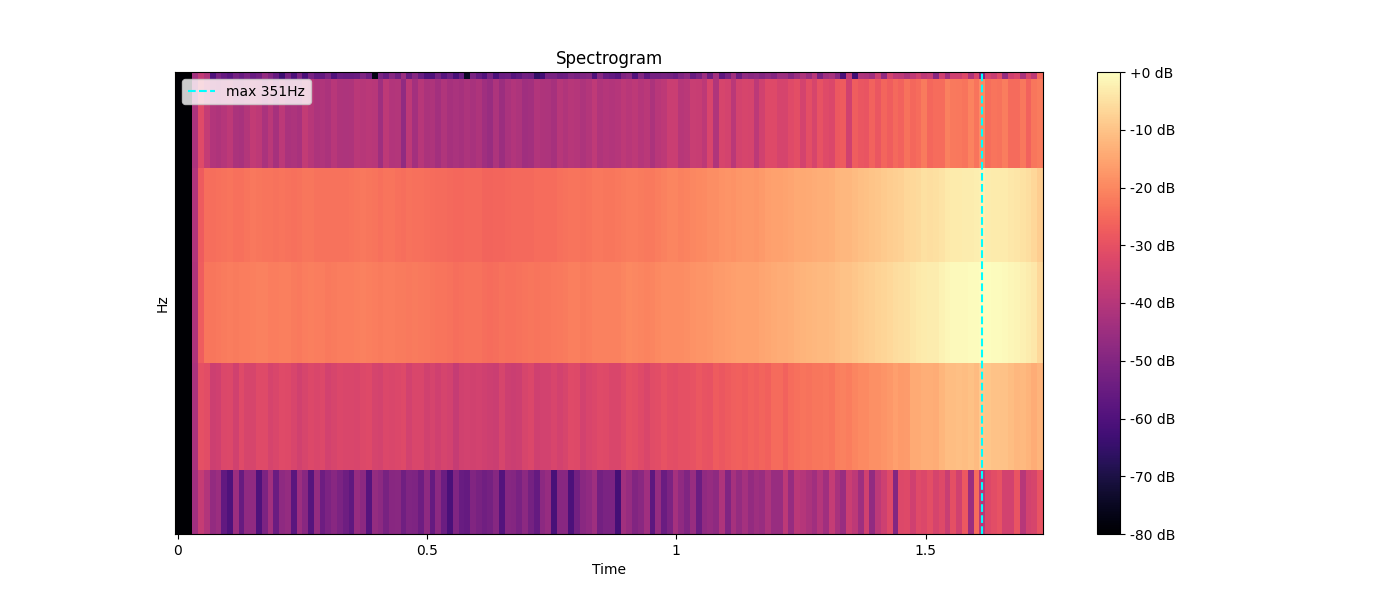 Spectrogram
max 351Hz
Hz
0
0.5
1
1.5
Time
+0 dB
-10 dB
-20 dB
-30 dB
-40 dB
-50 dB
-60 dB
-70 dB
-80 dB